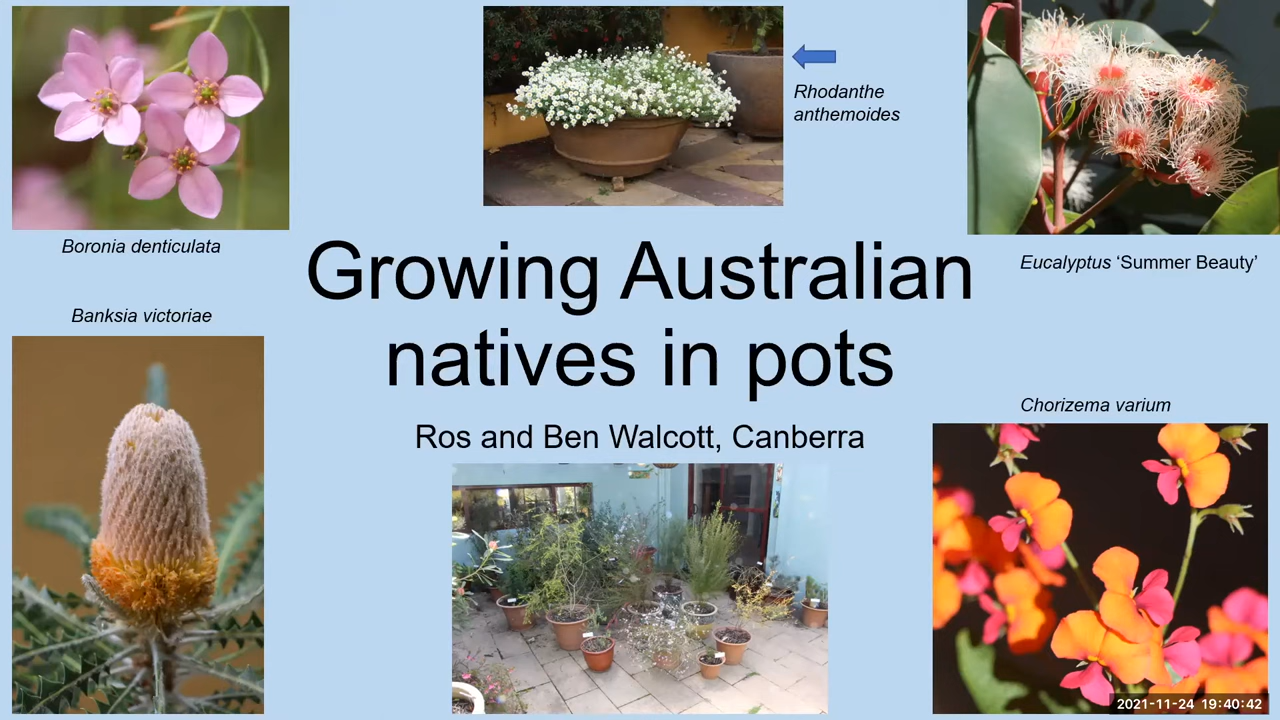 Rhodanthe
anthemoides
Boronia denticulata
Eucalyptus ‘Summer Beauty’
Growing Australian
natives in pots
Banksia victoriae
Chorizema varium
Ros and Ben Walcott, Canberra
2021-11-24 19:40:42